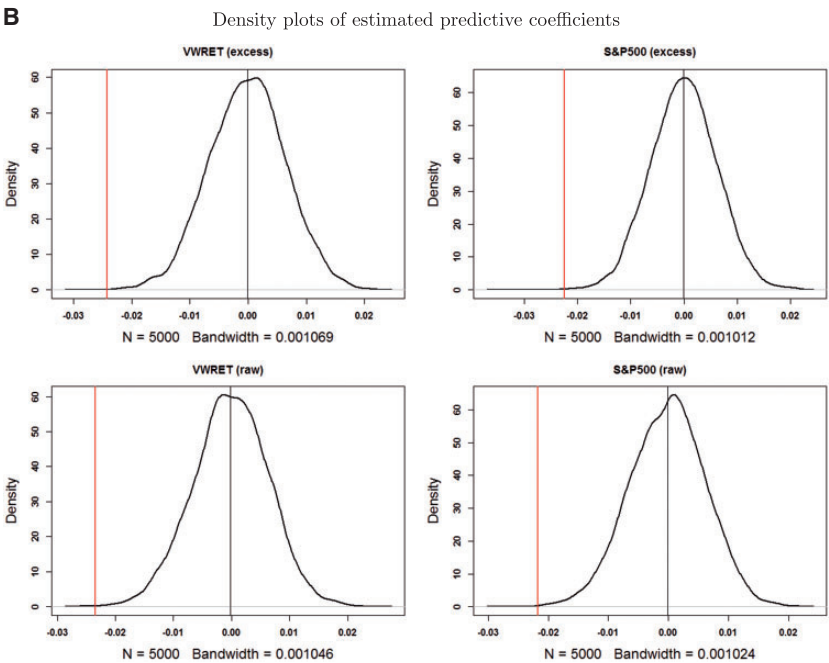 B
Density plots of estimated predictive coefficients
VWRET (excess)
Density
60
50
40
30
20
10
0
-0.03 -0.02 -0.01 0.00 0.01 0.02
N = 5000 Bandwidth = 0.001069
S&P500 (excess)
Density
60
50
40
30
20
10
0
-0.03 -0.02 -0.01 0.00 0.01 0.02
N = 5000 Bandwidth = 0.001012
VWRET (raw)
Density
60
50
40
30
20
10
0
-0.03 -0.02 -0.01 0.00 0.01 0.02
N = 5000 Bandwidth = 0.001046
S&P500 (raw)
Density
60
50
40
30
20
10
0
-0.03 -0.02 -0.01 0.00 0.01 0.02
N = 5000 Bandwidth = 0.001024